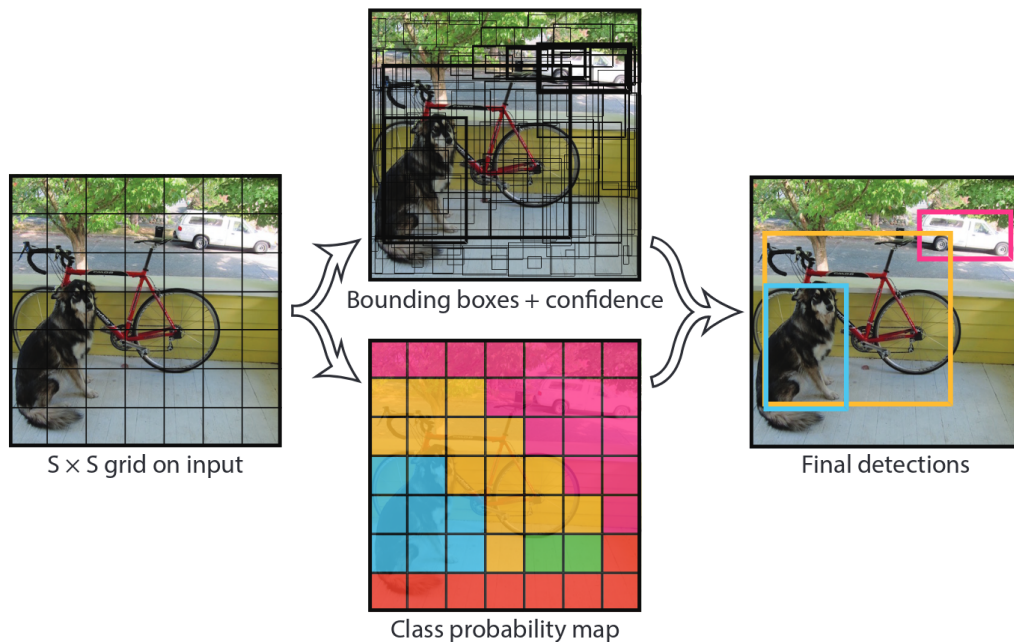 Bounding boxes + confidence
S × S grid on input
Final detections
Class probability map